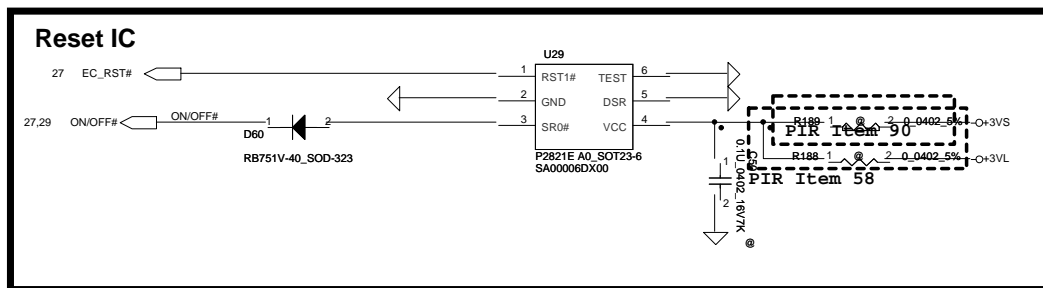 Reset IC
U29
27 EC_RST# 1 RST1# TEST 6
2 GND DSR 5
27,29 ON/OFF# ON/OFF# 1 2 3 SR0# VCC 4 R189 1 @ 2 0_0402_5% +3VS
D60 PIR Item 90
RB751V-40_SOD-323 P2821E A0_SOT23-6 R188 1 @ 2 0_0402_5% +3VL
SA00006DX00
PIR Item 58
1
2
0.1U_0402_16V7K
@